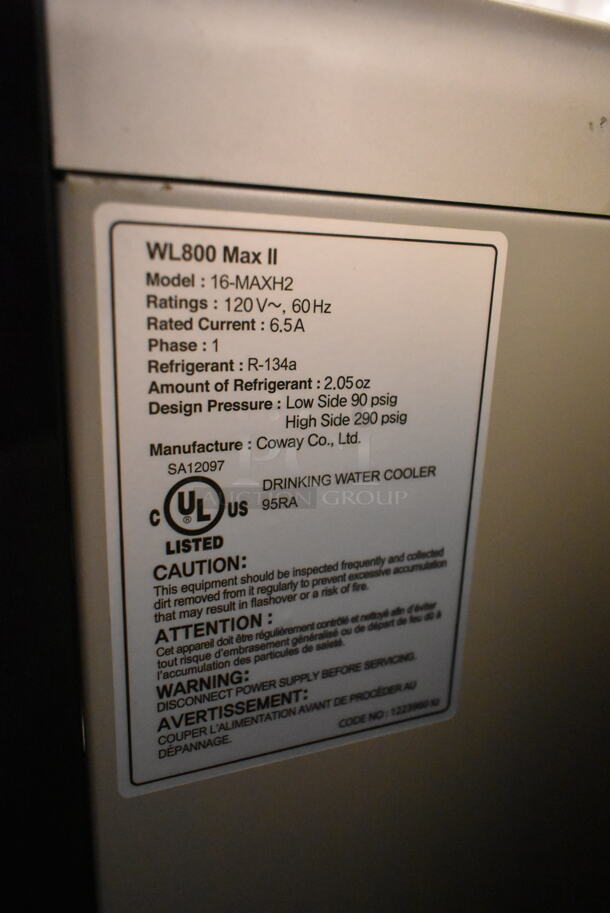 WL800 Max II
Model : 16-MAXH2
Ratings : 120 V~, 60 Hz
Rated Current : 6.5 A
Phase : 1
Refrigerant : R-134a
Amount of Refrigerant : 2.05 oz
Design Pressure : Low Side 90 psig
High Side 290 psig
Manufacture : Coway Co., Ltd.
SA12097
C UL ® US
LISTED
DRINKING WATER COOLER
95RA
AUCTION GROUP
CAUTION:
This equipment should be inspected frequently and collected
dirt removed from it regularly to prevent excessive accumulation
that may result in flashover or a risk of fire.
ATTENTION :
Cet appareil doit être régulièrement contrôlé et nettoyé afin d'éviter
tout risque d'embrasement généralisé ou de départ de feu dû à
l'accumulation des particules de saleté.
WARNING:
DISCONNECT POWER SUPPLY BEFORE SERVICING.
AVERTISSEMENT:
COUPER L'ALIMENTATION AVANT DE PROCÉDER AU
DÉPANNAGE.
CODE NO :